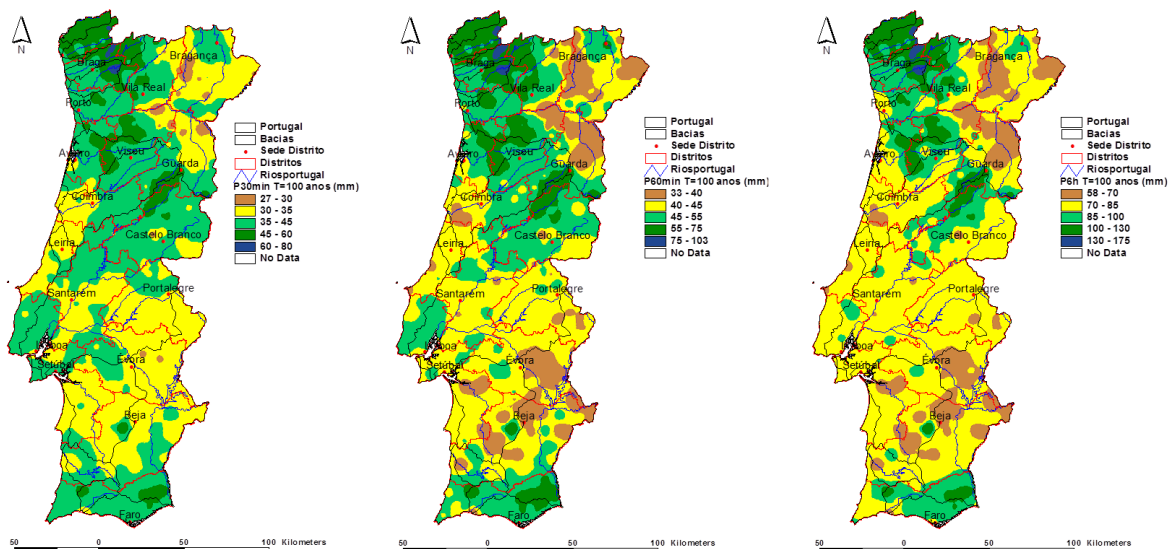 N
Braga
Bragança
Vila Real
Porto
Aveiro
Viseu
Guarda
Coimbra
Leiria
Castelo Branco
Santarém
Portalegre
Lisboa
Setúbal
Évora
Beja
Faro
Portugal
Bacias
Sede Distrito
Distritos
Riosportugal
P30min T=100 anos (mm)
27 - 30
30 - 35
35 - 45
45 - 60
60 - 80
No Data
50 0 50 100 Kilometers
N
Braga
Bragança
Vila Real
Porto
Aveiro
Viseu
Guarda
Coimbra
Leiria
Castelo Branco
Santarém
Portalegre
Lisboa
Setúbal
Évora
Beja
Faro
Portugal
Bacias
Sede Distrito
Distritos
Riosportugal
P60min T=100 anos (mm)
33 - 40
40 - 45
45 - 55
55 - 75
75 - 103
No Data
50 0 50 100 Kilometers
N
Braga
Bragança
Vila Real
Porto
Aveiro
Viseu
Guarda
Coimbra
Leiria
Castelo Branco
Santarém
Portalegre
Lisboa
Setúbal
Évora
Beja
Faro
Portugal
Bacias
Sede Distrito
Distritos
Riosportugal
P6h T=100 anos (mm)
58 - 70
70 - 85
85 - 100
100 - 130
130 - 175
No Data
50 0 50 100 Kilometers